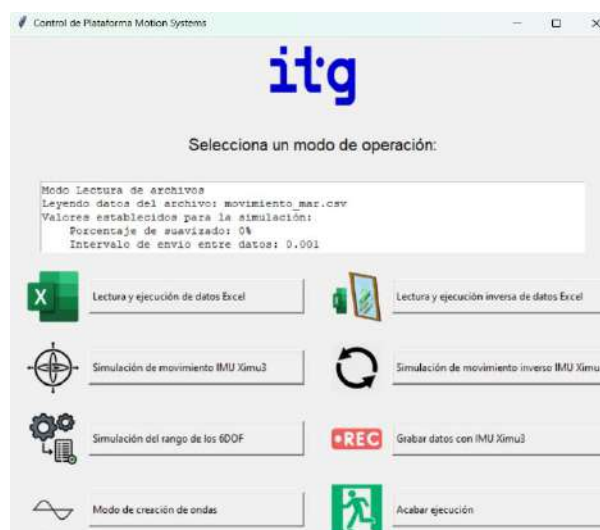 Control de Plataforma Motion Systems
itg
Selecciona un modo de operación:
Modo Lectura de archivos
Leyendo datos del archivo: movimiento_mar.csv
Valores establecidos para la simulación:
Porcentaje de suavizado: 0%
Intervalo de envio entre datos: 0.001
X
Lectura y ejecución de datos Excel
Lectura y ejecución inversa de datos Excel
Simulación de movimiento IMU Ximu3
Simulación de movimiento inverso IMU Ximu
Simulación del rango de los 6DOF
REC
Grabar datos con IMU Ximu3
Modo de creación de ondas
Acabar ejecución